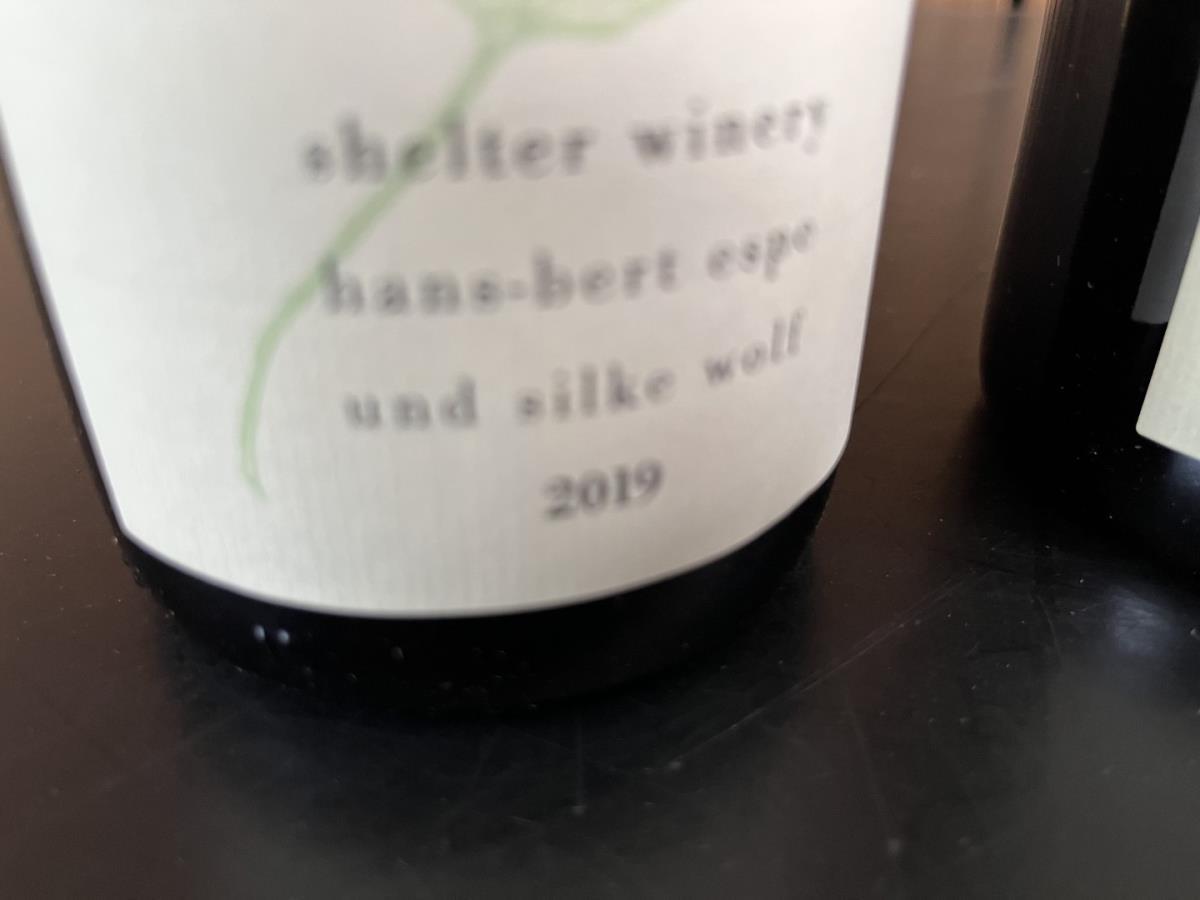 shelter winery
hans-bert espe
und silke wolf
2019